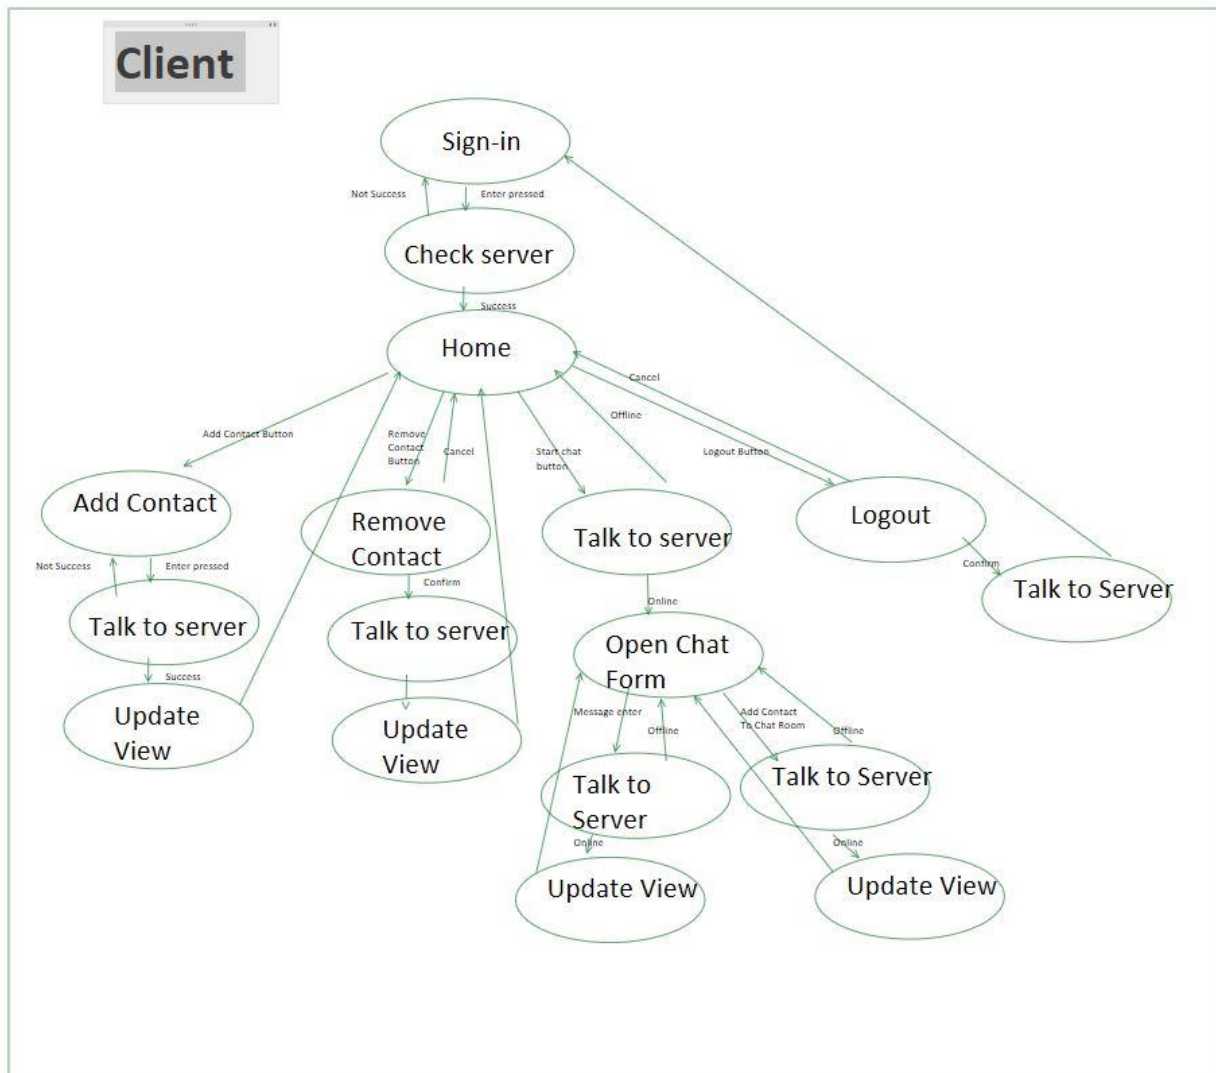 Client
Sign-in
Not Success
Enter pressed
Check server
Success
Home
Cancel
Offline
Add Contact Button
Remove
Contact
Button
Cancel
Start chat
button
Logout Button
Add Contact
Remove
Contact
Talk to server
Logout
Not Success
Enter pressed
Confirm
Confirm
Talk to Server
Online
Talk to server
Talk to server
Open Chat
Form
Success
Update
View
Update
View
Message enter
Offline
Add Contact
To Chat Room
Offline
Talk to
Server
Talk to Server
Online
Online
Update View
Update View